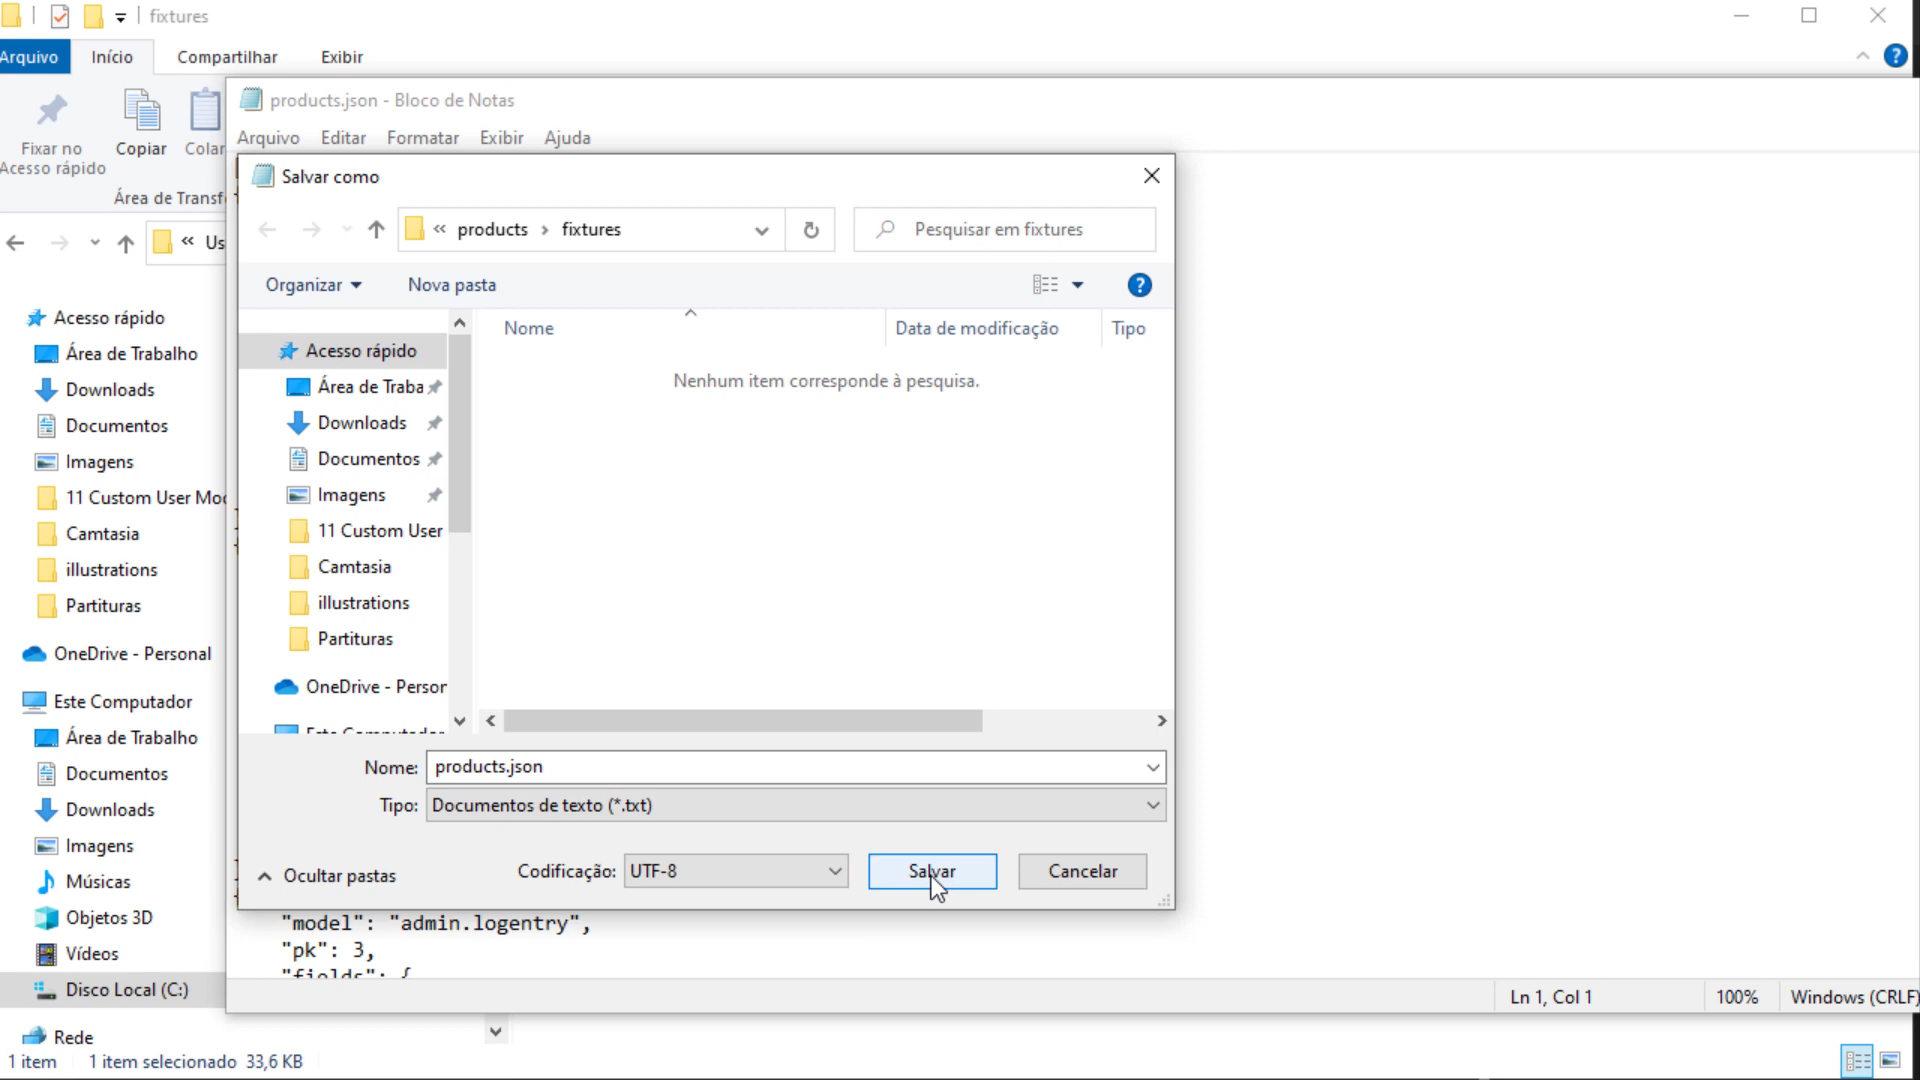 fixtures
Arquivo Início Compartilhar Exibir
Fixar no
Acesso rápido
Copiar
Colar
Área de Transf
« Us
Acesso rápido
Área de Trabalho
Downloads
Documentos
Imagens
11 Custom User Mod
Camtasia
illustrations
Partituras
OneDrive - Personal
Este Computador
Área de Trabalho
Documentos
Downloads
Imagens
Músicas
Objetos 3D
Vídeos
Disco Local (C:)
Rede
1 item 1 item selecionado 33,6 KB
products.json - Bloco de Notas
Arquivo Editar Formatar Exibir Ajuda
Salvar como
« products › fixtures
Pesquisar em fixtures
Organizar Nova pasta
Nome Data de modificação Tipo
Nenhum item corresponde à pesquisa.
Acesso rápido
Área de Traba
Downloads
Documentos
Imagens
11 Custom User
Camtasia
illustrations
Partituras
OneDrive - Person
Este Computador
Nome: products.json
Tipo: Documentos de texto (*.txt)
Ocultar pastas Codificação: UTF-8 Salvar Cancelar
"model": "admin.logentry",
"pk": 3,
"fields": {
Ln 1, Col 1 100% Windows (CRLF)